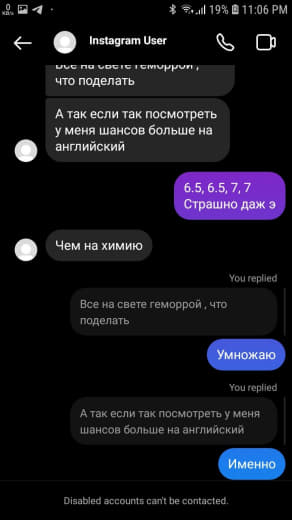 0
KB/s
19%
11:06 PM
Instagram User
Все на свете геморрой ,
что поделать
А так если так посмотреть
у меня шансов больше на
английский
6.5, 6.5, 7, 7
Страшно даж э
Чем на химию
You replied
Все на свете геморрой , что
поделать
Умножаю
You replied
А так если так посмотреть у меня
шансов больше на английский
Именно
Disabled accounts can't be contacted.